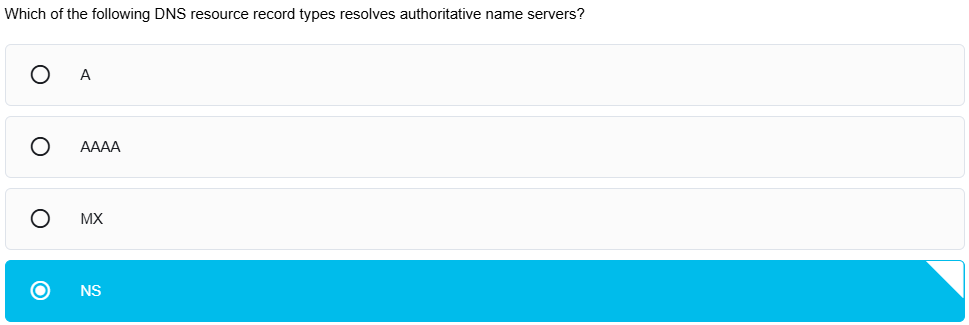 Which of the following DNS resource record types resolves authoritative name servers?
A
AAAA
MX
NS